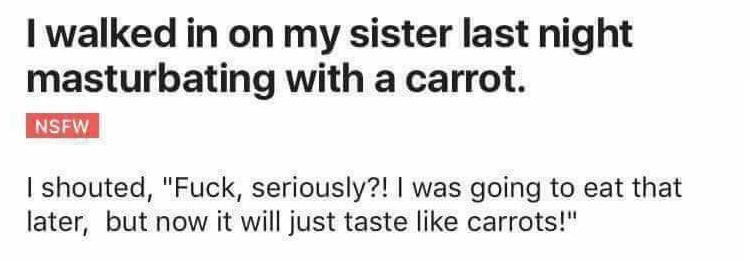 I walked in on my sister last night
masturbating with a carrot.
NSFW
I shouted, "Fuck, seriously?! I was going to eat that
later,  but now it will just taste like carrots!"